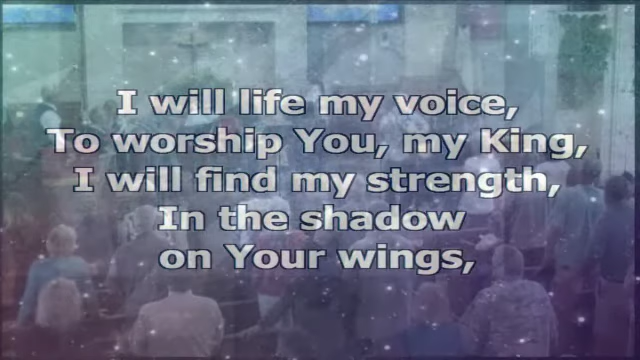 I will life my voice,
To worship You, my King,
I will find my strength,
In the shadow
on Your wings,